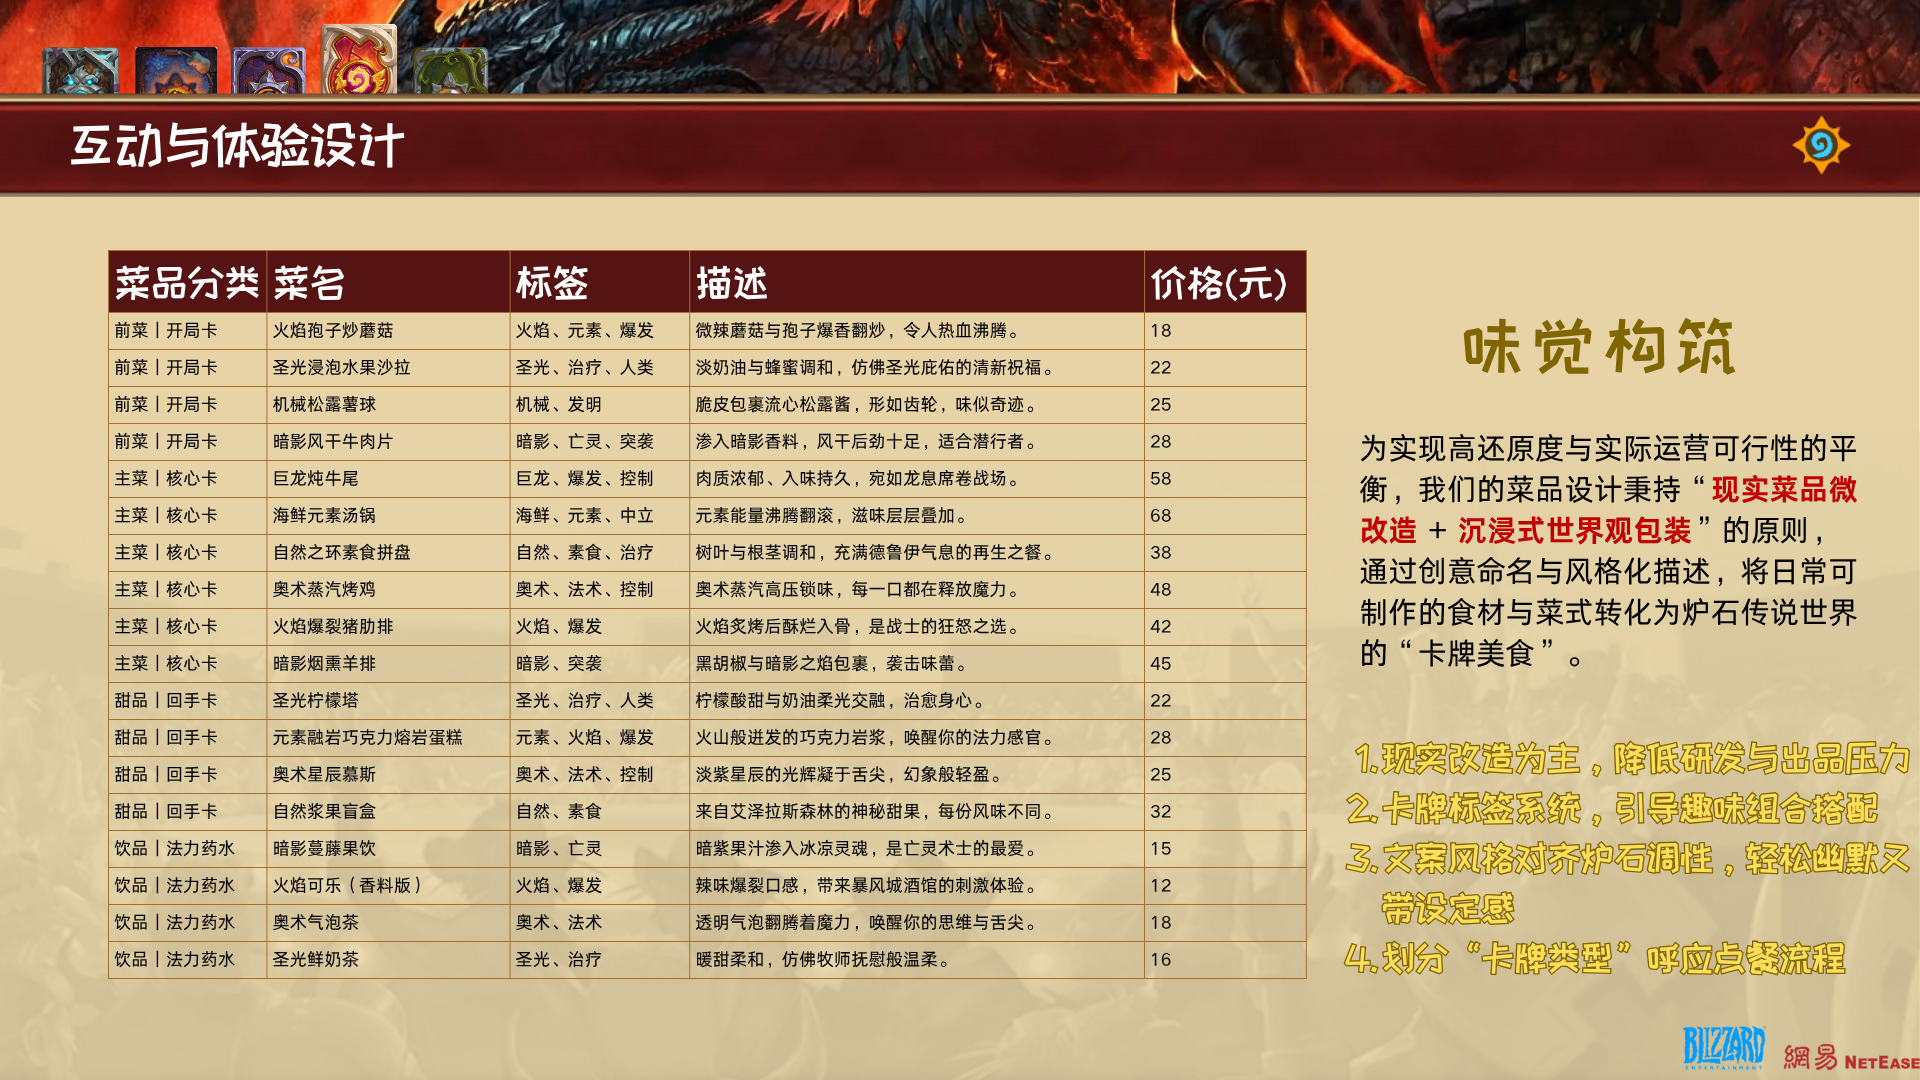 互动与体验设计
菜品分类 菜名 标签 描述 价格(元)
前菜丨开局卡 火焰孢子炒蘑菇 火焰、元素、爆发 微辣蘑菇与孢子爆香翻炒，令人热血沸腾。 18
前菜丨开局卡 圣光浸泡水果沙拉 圣光、治疗、人类 淡奶油与蜂蜜调和，仿佛圣光庇佑的清新祝福。 22
前菜丨开局卡 机械松露薯球 机械、发明 脆皮包裹流心松露酱，形如齿轮，味似奇迹。 25
前菜丨开局卡 暗影风干牛肉片 暗影、亡灵、突袭 渗入暗影香料，风干后劲十足，适合潜行者。 28
主菜丨核心卡 巨龙炖牛尾 巨龙、爆发、控制 肉质浓郁、入味持久，宛如龙息席卷战场。 58
主菜丨核心卡 海鲜元素汤锅 海鲜、元素、中立 元素能量沸腾翻滚，滋味层层叠加。 68
主菜丨核心卡 自然之环素食拼盘 自然、素食、治疗 树叶与根茎调和，充满德鲁伊气息的再生之餐。 38
主菜丨核心卡 奥术蒸汽烤鸡 奥术、法术、控制 奥术蒸汽高压锁味，每一口都在释放魔力。 48
主菜丨核心卡 火焰爆裂猪肋排 火焰、爆发 火焰炙烤后酥烂入骨，是战士的狂怒之选。 42
主菜丨核心卡 暗影烟熏羊排 暗影、突袭 黑胡椒与暗影之焰包裹，袭击味蕾。 45
甜品丨回手卡 圣光柠檬塔 圣光、治疗、人类 柠檬酸甜与奶油柔光交融，治愈身心。 22
甜品丨回手卡 元素融岩巧克力熔岩蛋糕 元素、火焰、爆发 火山般迸发的巧克力岩浆，唤醒你的法力感官。 28
甜品丨回手卡 奥术星辰慕斯 奥术、法术、控制 淡紫星辰的光辉凝于舌尖，幻象般轻盈。 25
甜品丨回手卡 自然浆果盲盒 自然、素食 来自艾泽拉斯森林的神秘甜果，每份风味不同。 32
饮品丨法力药水 暗影蔓藤果饮 暗影、亡灵 暗紫果汁渗入冰凉灵魂，是亡灵术士的最爱。 15
饮品丨法力药水 火焰可乐（香料版） 火焰、爆发 辣味爆裂口感，带来暴风城酒馆的刺激体验。 12
饮品丨法力药水 奥术气泡茶 奥术、法术 透明气泡翻腾着魔力，唤醒你的思维与舌尖。 18
饮品丨法力药水 圣光鲜奶茶 圣光、治疗 暖甜柔和，仿佛牧师抚慰般温柔。 16
味觉构筑
为实现高还原度与实际运营可行性的平
衡，我们的菜品设计秉持“现实菜品微
改造 + 沉浸式世界观包装”的原则，
通过创意命名与风格化描述，将日常可
制作的食材与菜式转化为炉石传说世界
的“卡牌美食”。
1.现实改造为主，降低研发与出品压力
2.卡牌标签系统，引导趣味组合搭配
3.文案风格对齐炉石调性，轻松幽默又
带设定感
4.划分“卡牌类型”呼应点餐流程
BLIZZARD
ENTERTAINMENT
網易 NETEASE